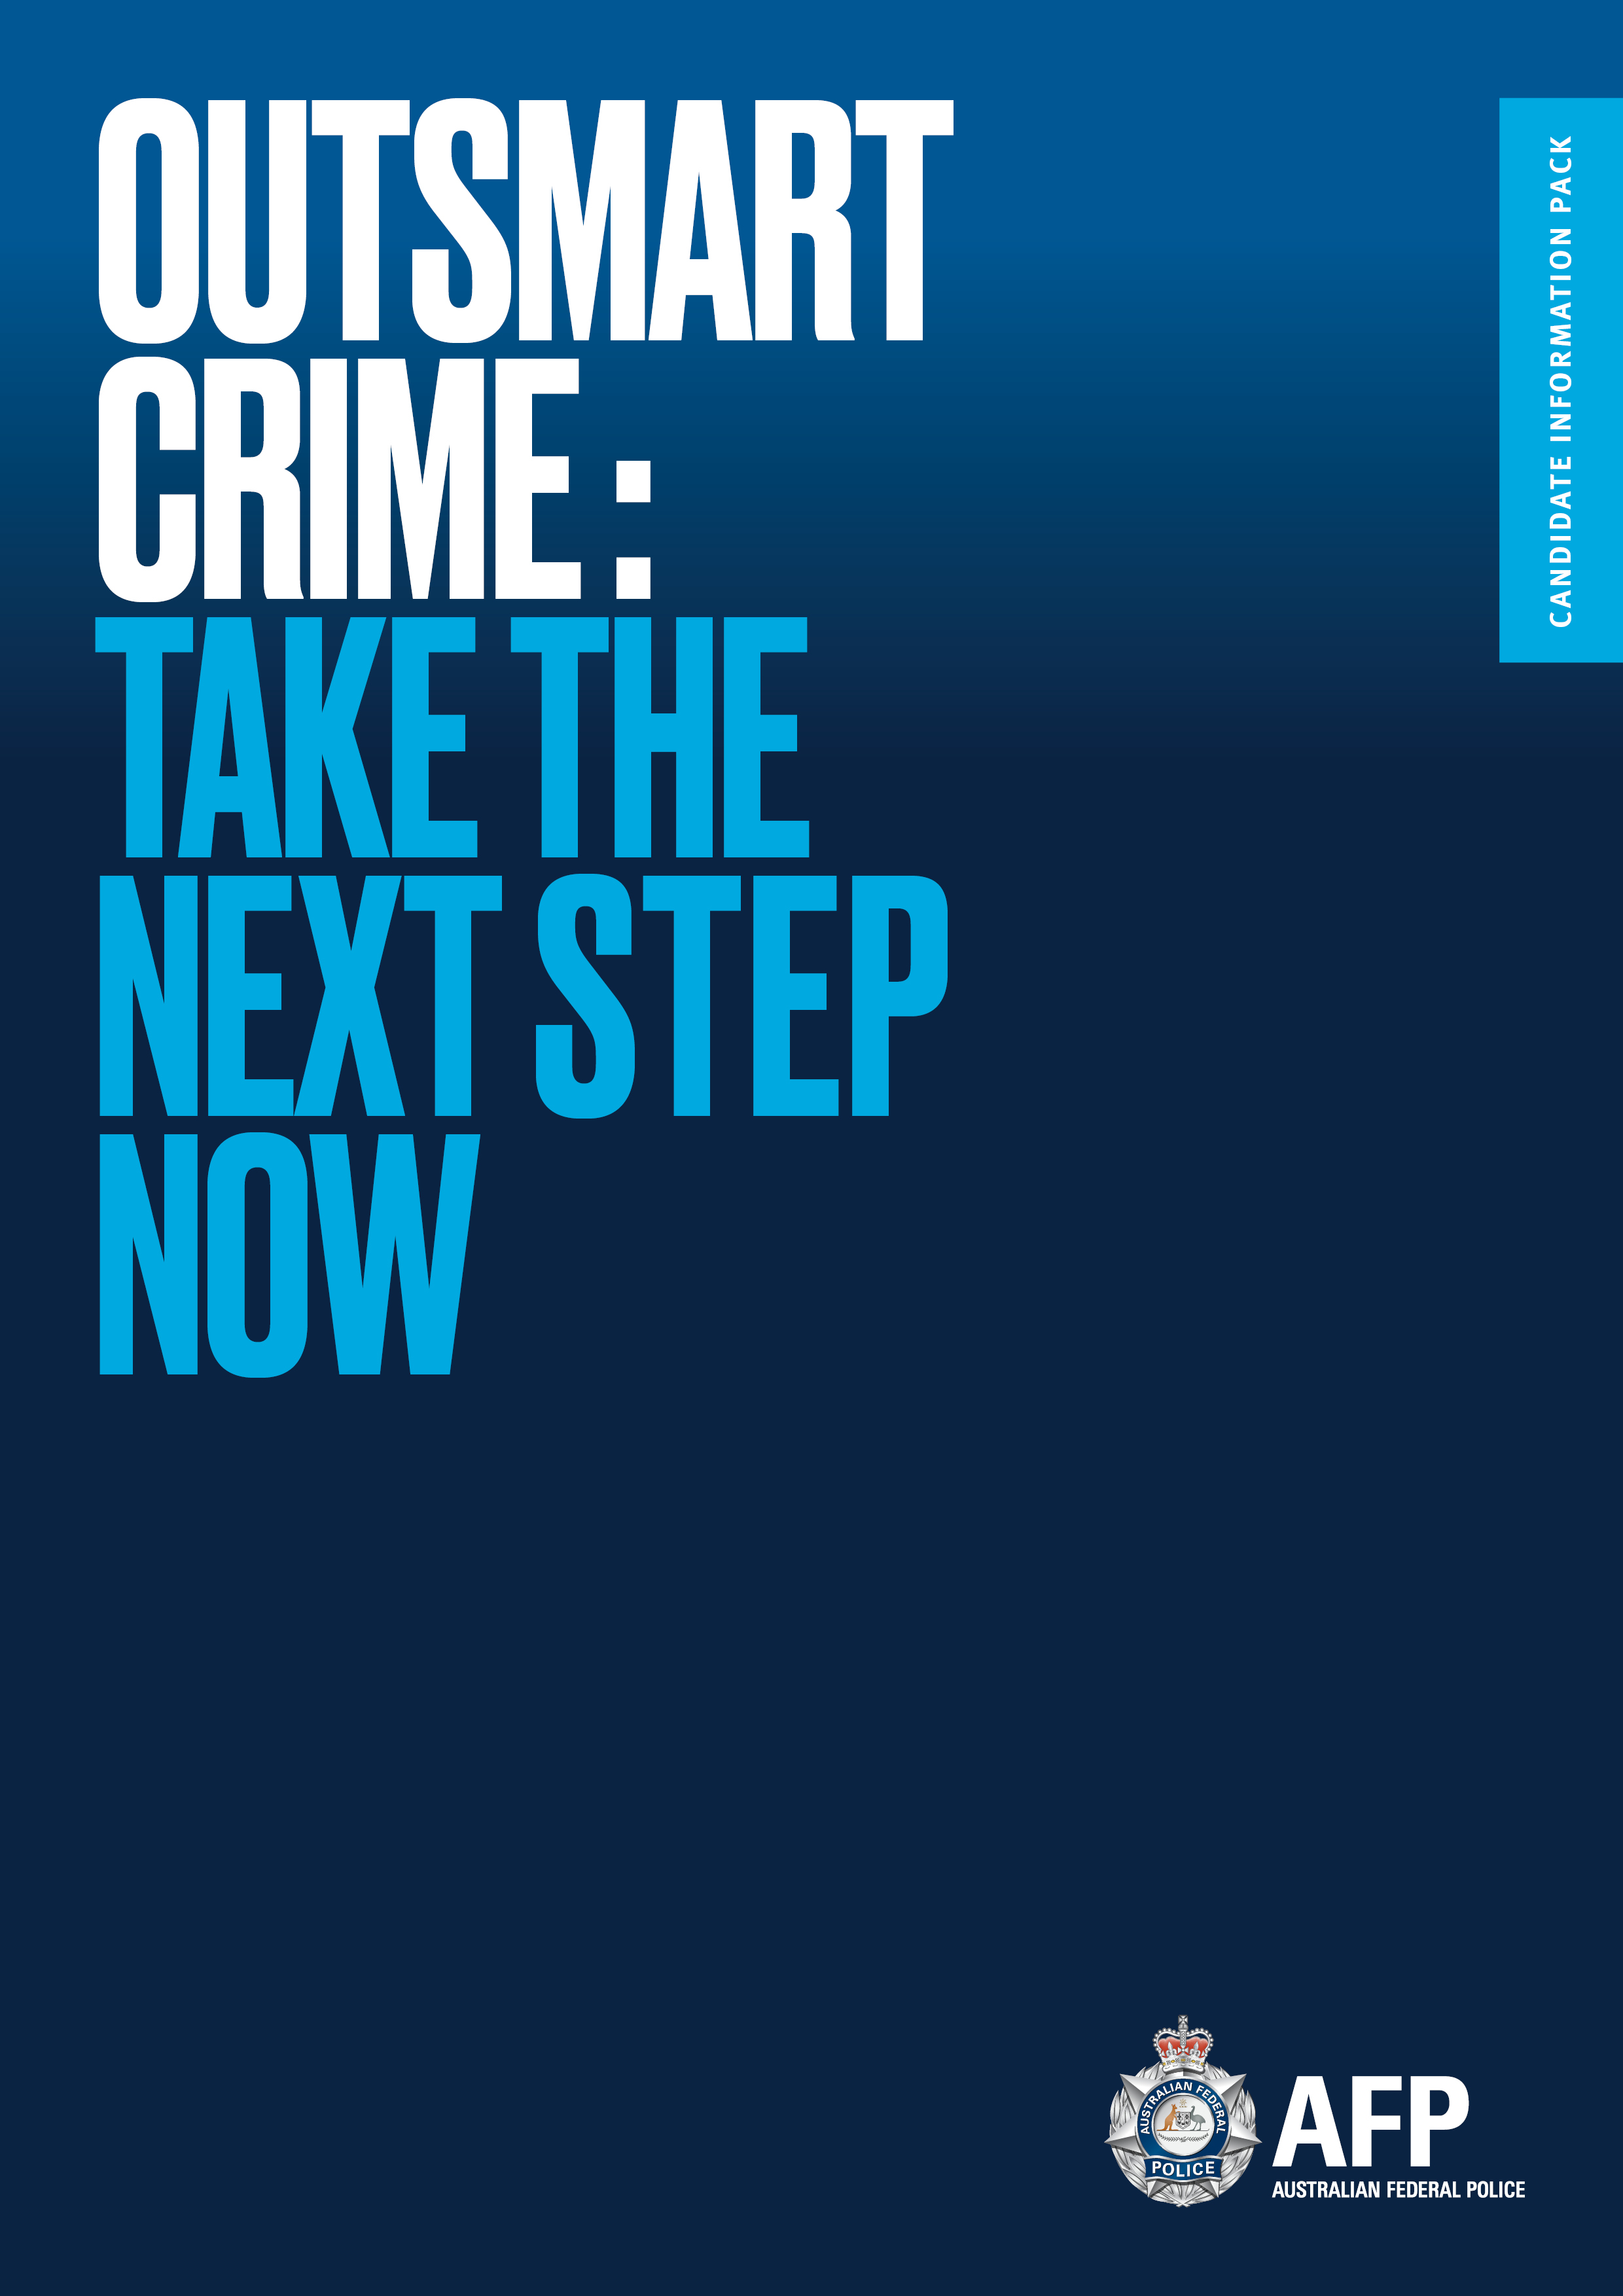 OUTSMART
CRIME :
TAKE THE
NEXT STEP
NOW
CANDIDATE INFORMATION PACK
AUSTRALIAN FEDERAL
POLICE
AFP
AUSTRALIAN FEDERAL POLICE